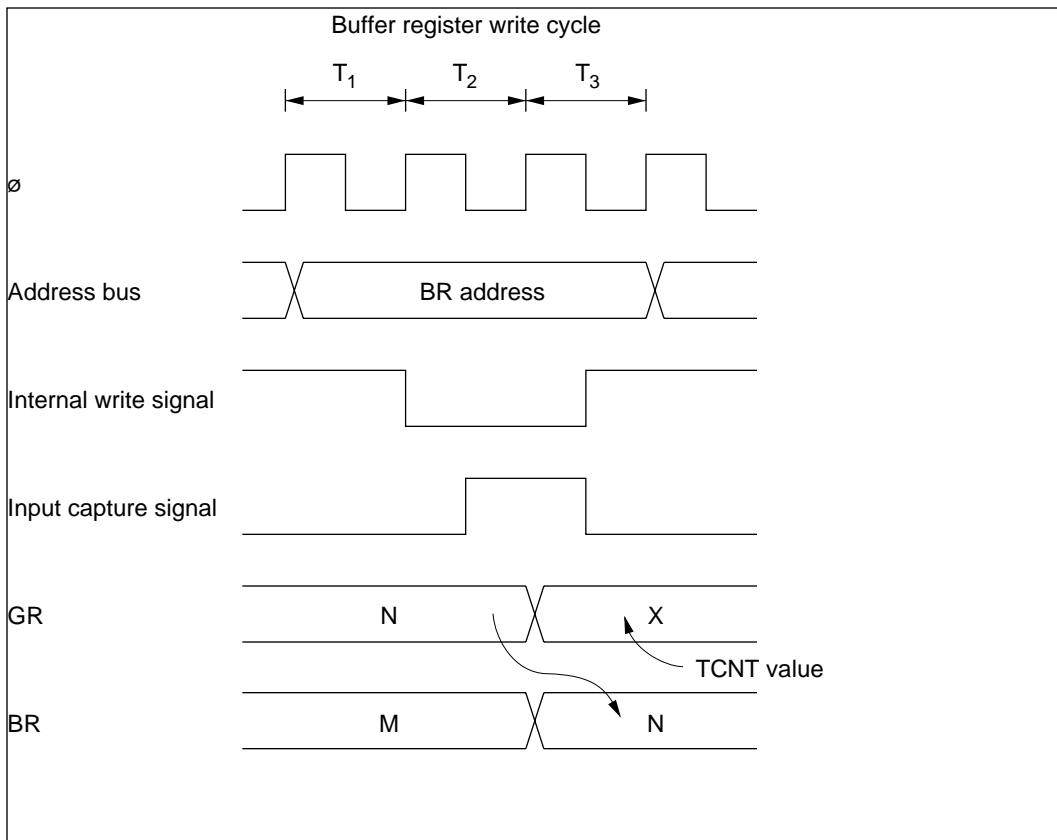 Buffer register write cycle
T1 T2 T3
ø
Address bus
BR address
Internal write signal
Input capture signal
GR
N
X
TCNT value
BR
M
N